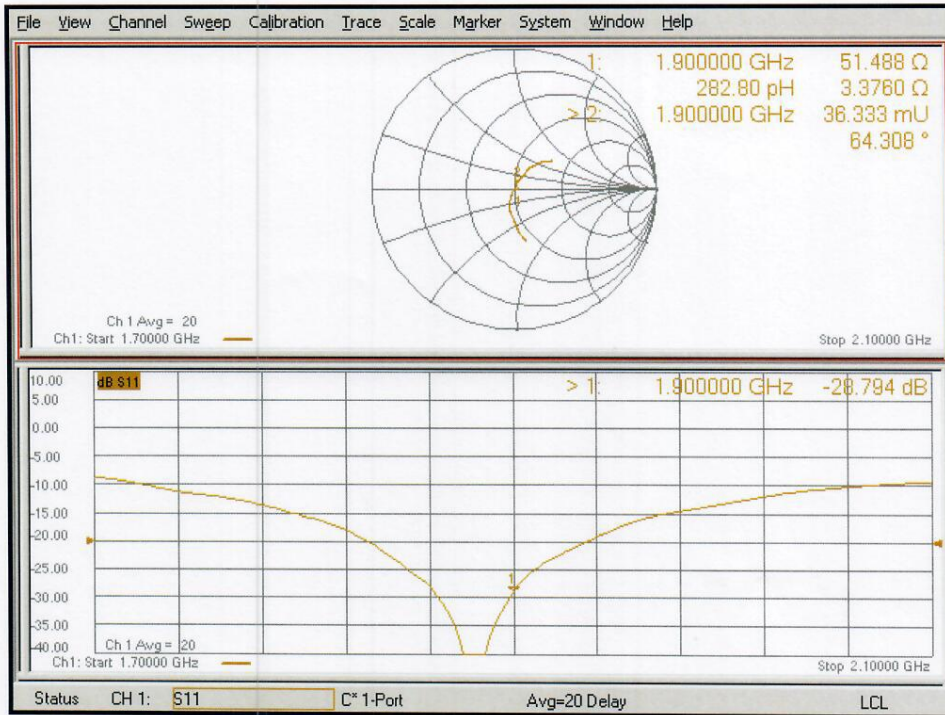 File View Channel Sweep Calibration Trace Scale Marker System Window Help
1: 1.900000 GHz 51.488 Ω
282.80 pH 3.3760 Ω
> 2: 1.900000 GHz 36.333 mU
64.308 °
2
1
Ch 1 Avg = 20
Ch1: Start 1.70000 GHz Stop 2.10000 GHz
10.00 dB S11 > 1: 1.900000 GHz -28.794 dB
5.00
0.00
-5.00
-10.00
-15.00
-20.00
-25.00
1
-30.00
-35.00
-40.00 Ch 1 Avg = 20
Ch1: Start 1.70000 GHz Stop 2.10000 GHz
Status CH 1: S11 C* 1-Port Avg=20 Delay LCL